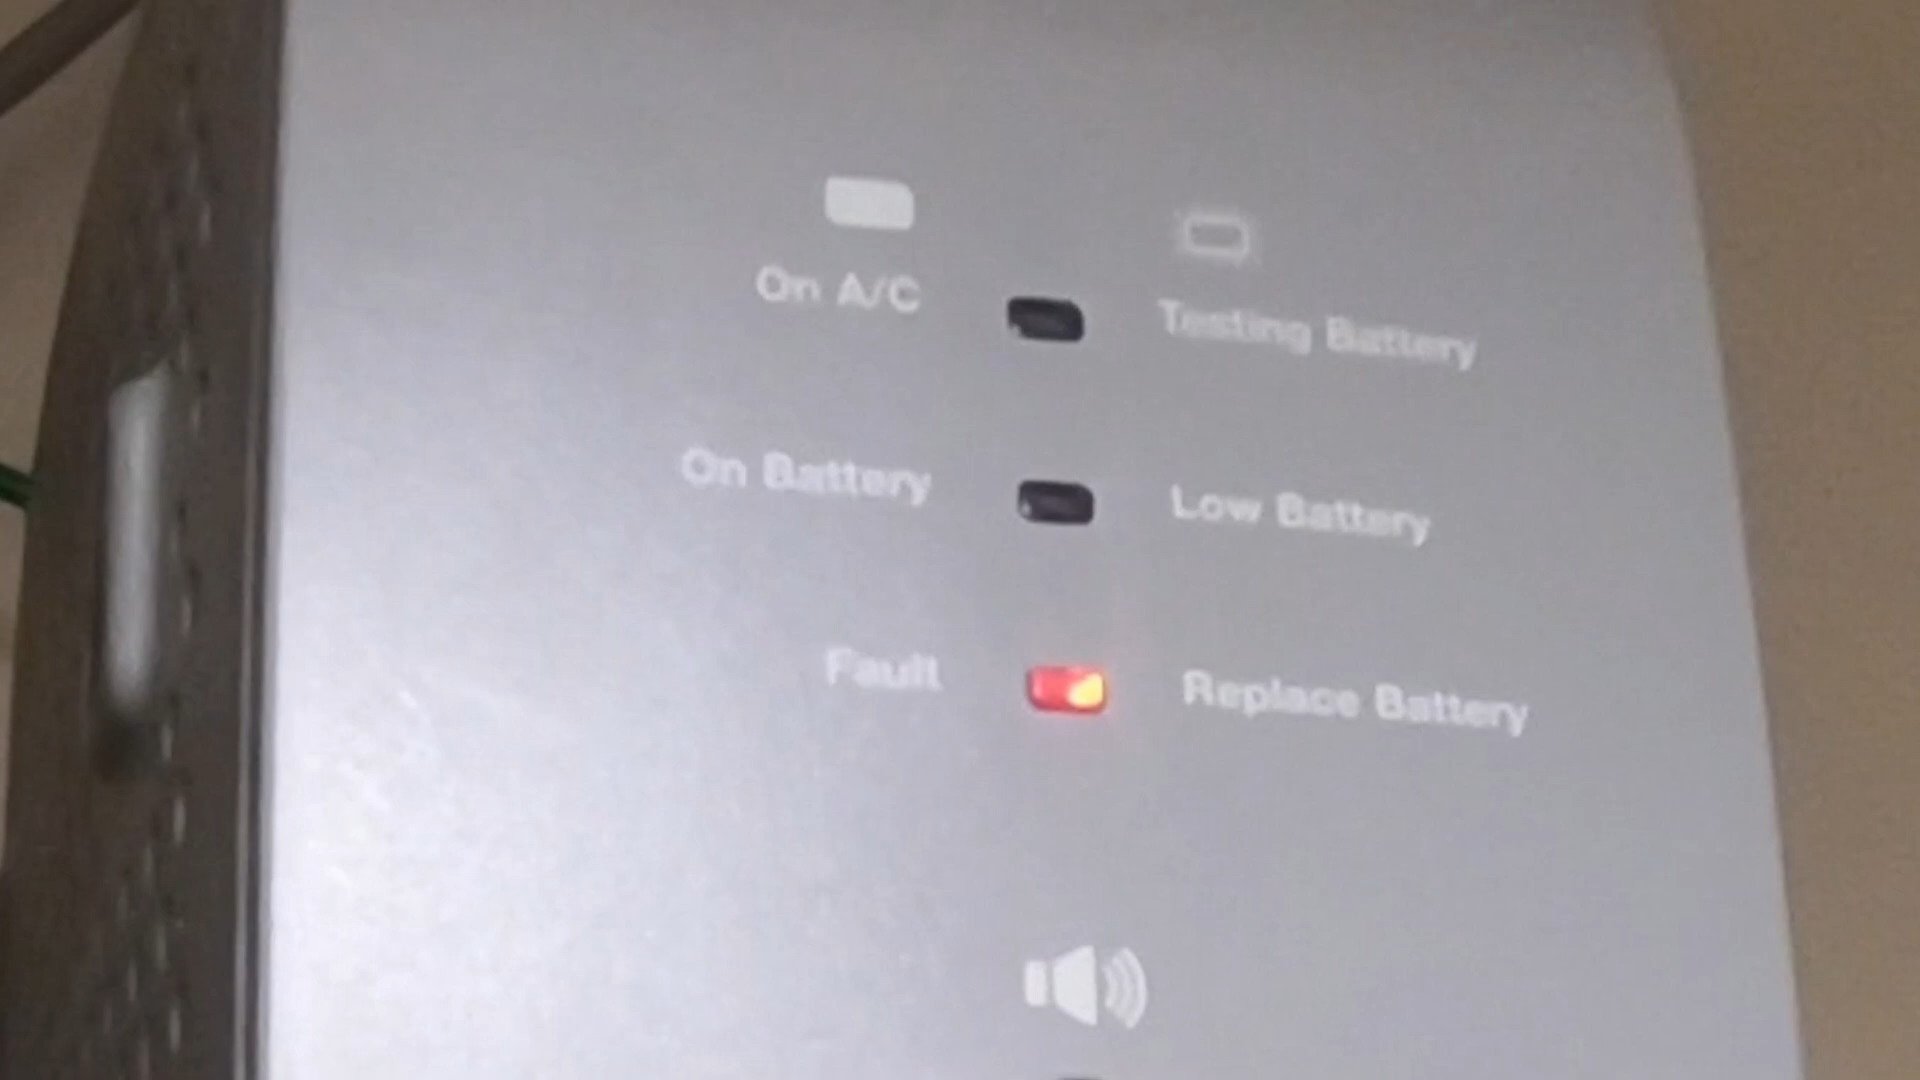 On A/C
Testing Battery
On Battery
Low Battery
Fault
Replace Battery